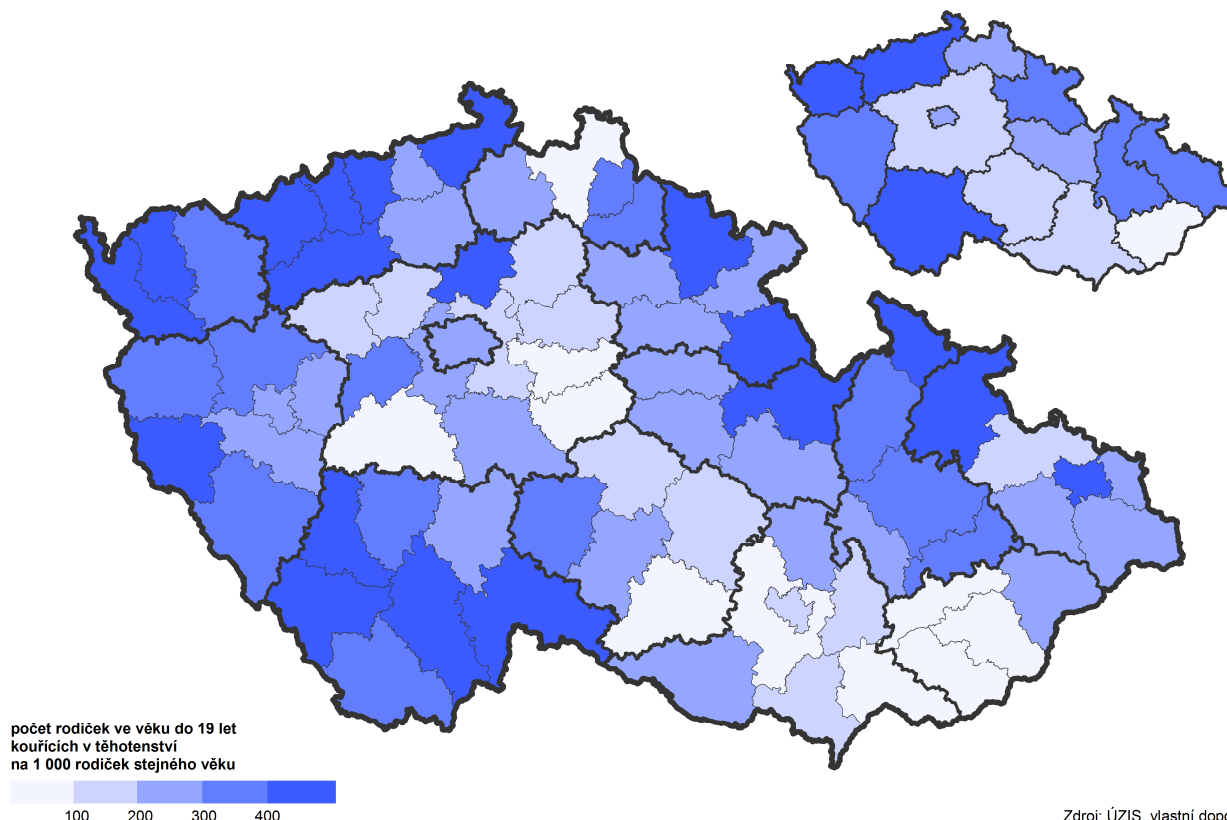 počet rodiček ve věku do 19 let
kouřících v těhotenství
na 1 000 rodiček stejného věku
100 200 300 400
Zdroj: ÚZIS, vlastní